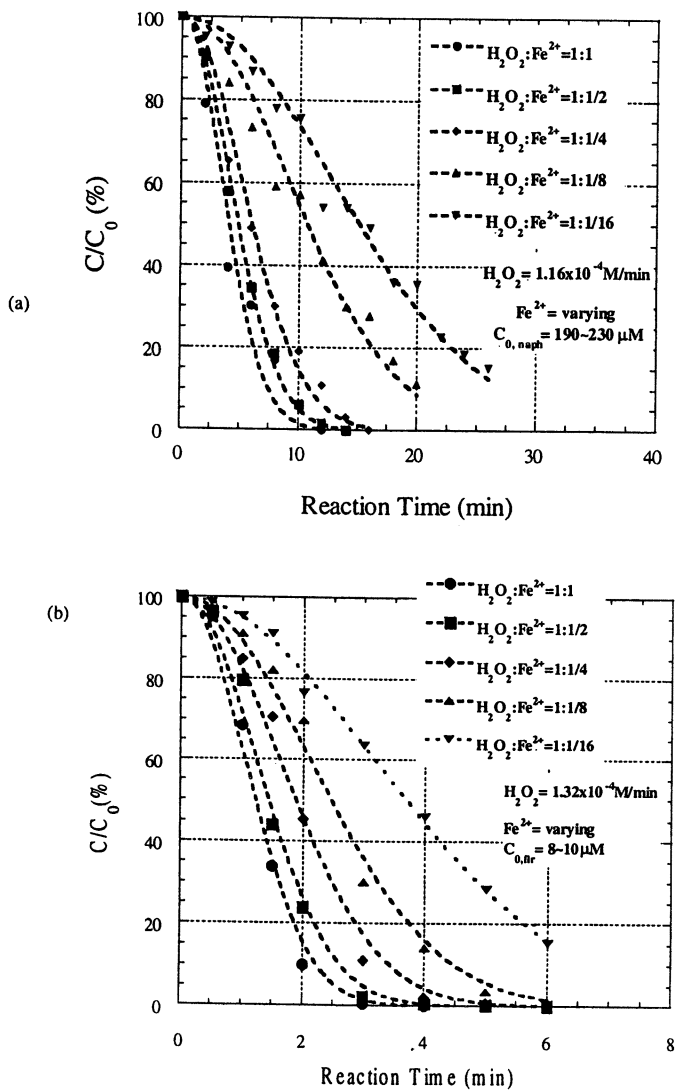 (a)
C/C0 (%)
100
80
60
40
20
0
0
10
20
30
40
Reaction Time (min)
H2O2:Fe2+=1:1
H2O2:Fe2+=1:1/2
H2O2:Fe2+=1:1/4
H2O2:Fe2+=1:1/8
H2O2:Fe2+=1:1/16
H2O2= 1.16x10-4M/min
Fe2+= varying
C0, naph= 190~230 μM
(b)
C/C0(%)
100
80
60
40
20
0
0
2
.4
6
8
Reaction Time (min)
H2O2:Fe2+=1:1
H2O2:Fe2+=1:1/2
H2O2:Fe2+=1:1/4
H2O2:Fe2+=1:1/8
H2O2:Fe2+=1:1/16
H2O2= 1.32x10-4M/min
Fe2+= varying
C0,flr= 8~10μM